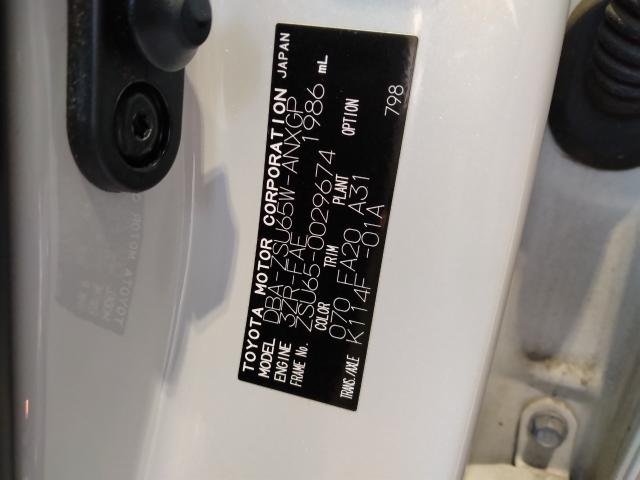 TOYOTA MOTOR CORPORATION JAPAN
MODEL DBA-ZSU65W-ANXGP
ENGINE 3ZR-FAE 1986 mL
FRAME No. ZSU65-0029674
COLOR TRIM PLANT OPTION
070 FA20 A31
TRANS./AXLE K114F -01A 798